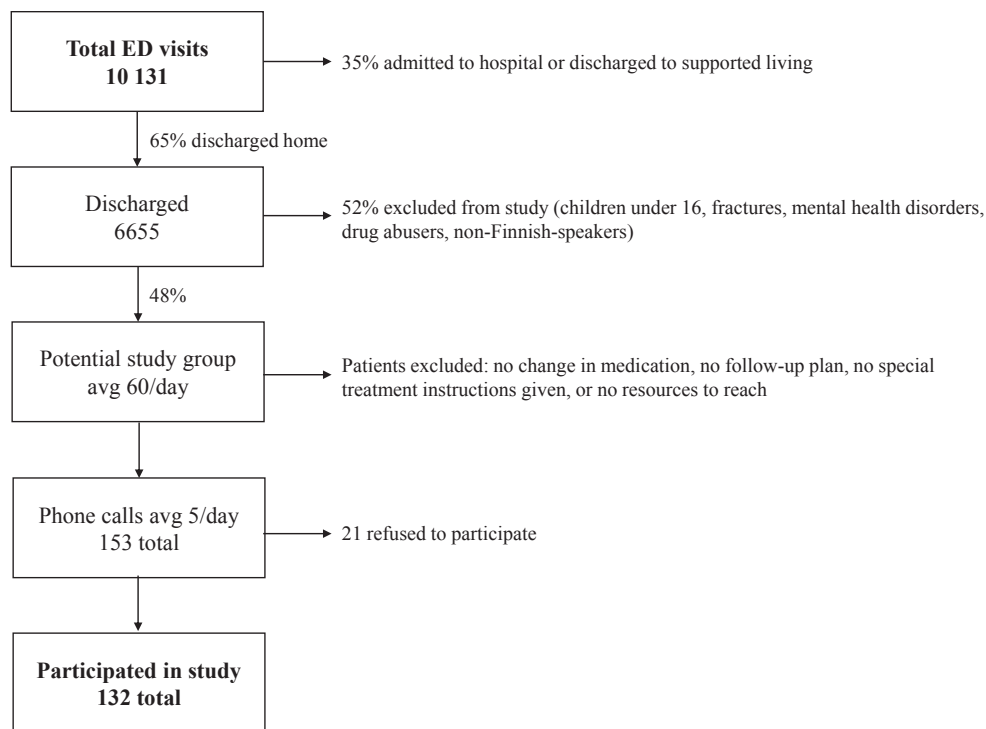 Total ED visits
10 131
35% admitted to hospital or discharged to supported living
65% discharged home
Discharged
6655
52% excluded from study (children under 16, fractures, mental health disorders,
drug abusers, non-Finnish-speakers)
48%
Potential study group
avg 60/day
Patients excluded: no change in medication, no follow-up plan, no special
treatment instructions given, or no resources to reach
Phone calls avg 5/day
153 total
21 refused to participate
Participated in study
132 total